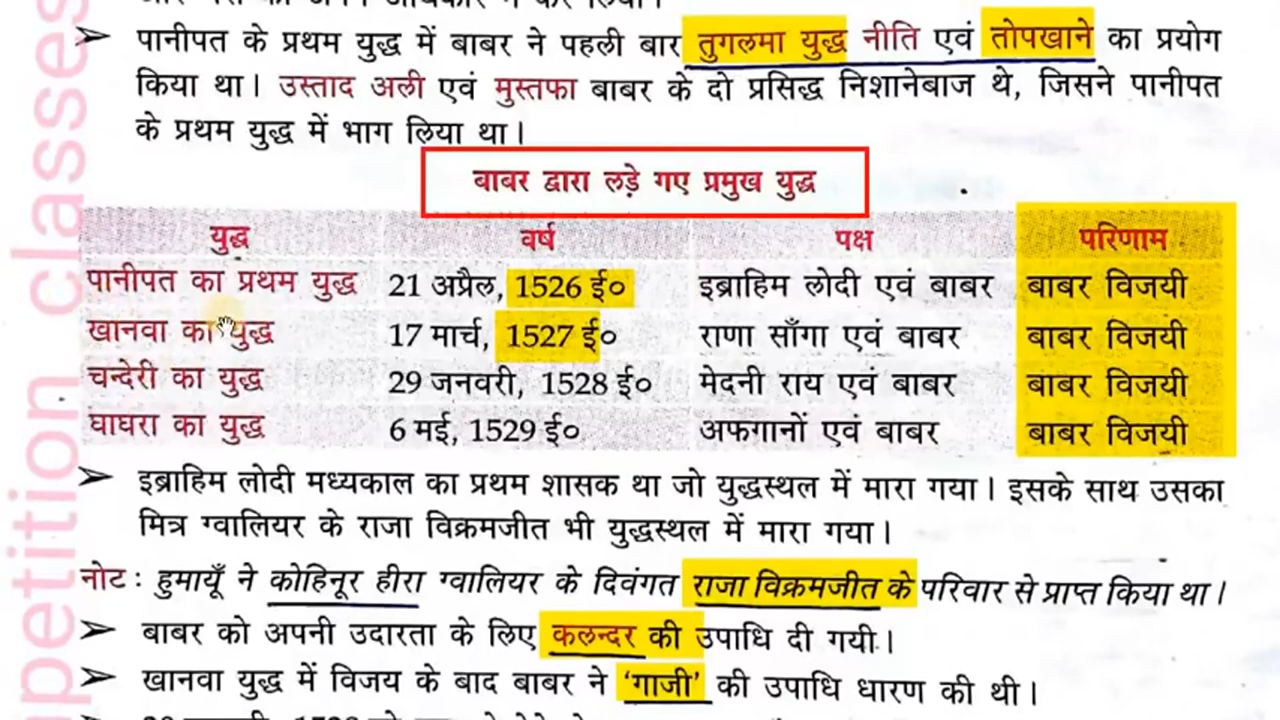 पानीपत के प्रथम युद्ध में बाबर ने पहली बार तुगलमा युद्ध नीति एवं तोपखाने का प्रयोग
किया था। उस्ताद अली एवं मुस्तफा बाबर के दो प्रसिद्ध निशानेबाज थे, जिसने पानीपत
के प्रथम युद्ध में भाग लिया था।
बाबर द्वारा लड़े गए प्रमुख युद्ध
युद्ध वर्ष पक्ष परिणाम
पानीपत का प्रथम युद्ध 21 अप्रैल, 1526 ई० इब्राहिम लोदी एवं बाबर बाबर विजयी
खानवा का युद्ध 17 मार्च, 1527 ई० राणा साँगा एवं बाबर बाबर विजयी
चन्देरी का युद्ध 29 जनवरी, 1528 ई० मेदनी राय एवं बाबर बाबर विजयी
घाघरा का युद्ध 6 मई, 1529 ई० अफगानों एवं बाबर बाबर विजयी
इब्राहिम लोदी मध्यकाल का प्रथम शासक था जो युद्धस्थल में मारा गया। इसके साथ उसका
मित्र ग्वालियर के राजा विक्रमजीत भी युद्धस्थल में मारा गया।
नोट : हुमायूँ ने कोहिनूर हीरा ग्वालियर के दिवंगत राजा विक्रमजीत के परिवार से प्राप्त किया था।
बाबर को अपनी उदारता के लिए कलन्दर की उपाधि दी गयी।
खानवा युद्ध में विजय के बाद बाबर ने ‘गाजी’ की उपाधि धारण की थी।
petition classes